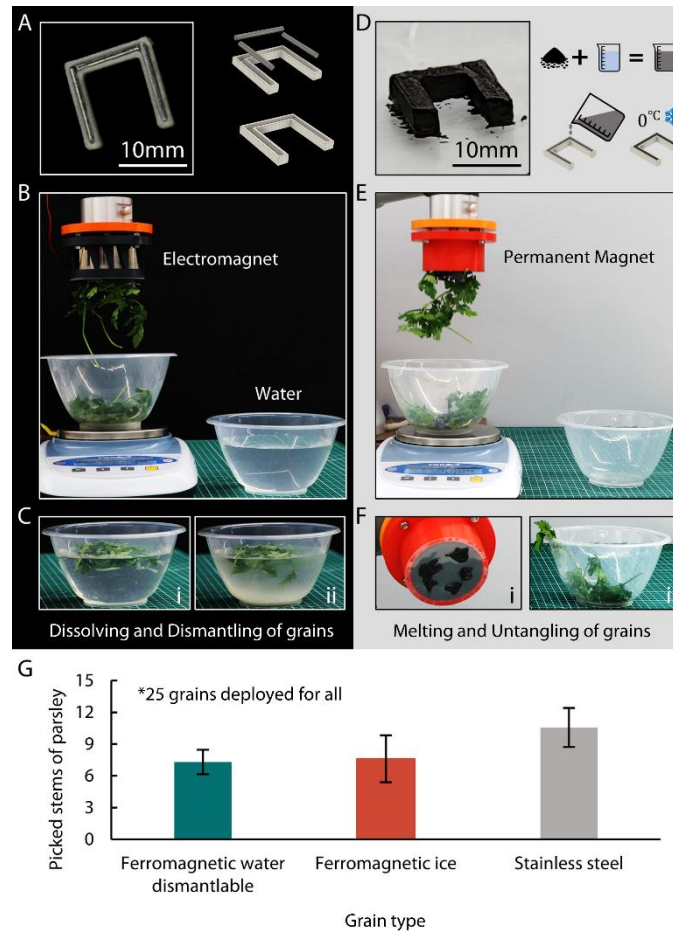 A
10mm
D
10mm
+
=
0℃
B
Electromagnet
Water
E
Permanent Magnet
C
i
ii
Dissolving and Dismantling of grains
F
i
Melting and Untangling of grains
G
*25 grains deployed for all
Picked stems of parsley
15
12
9
6
3
0
Ferromagnetic water
dismantlable
Ferromagnetic ice
Stainless steel
Grain type